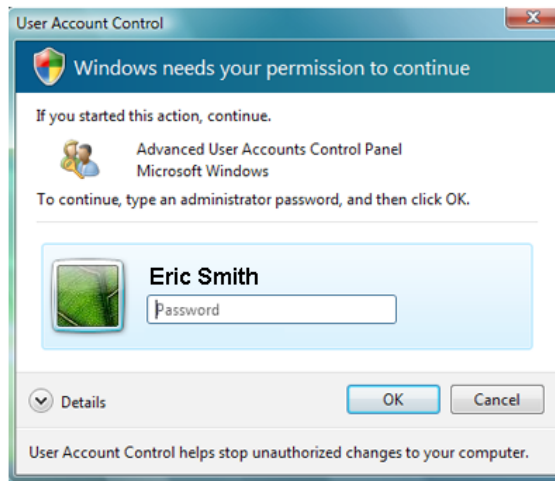 User Account Control
Windows needs your permission to continue
If you started this action, continue.
Advanced User Accounts Control Panel
Microsoft Windows
To continue, type an administrator password, and then click OK.
Eric Smith
Password
Details
OK
Cancel
User Account Control helps stop unauthorized changes to your computer.